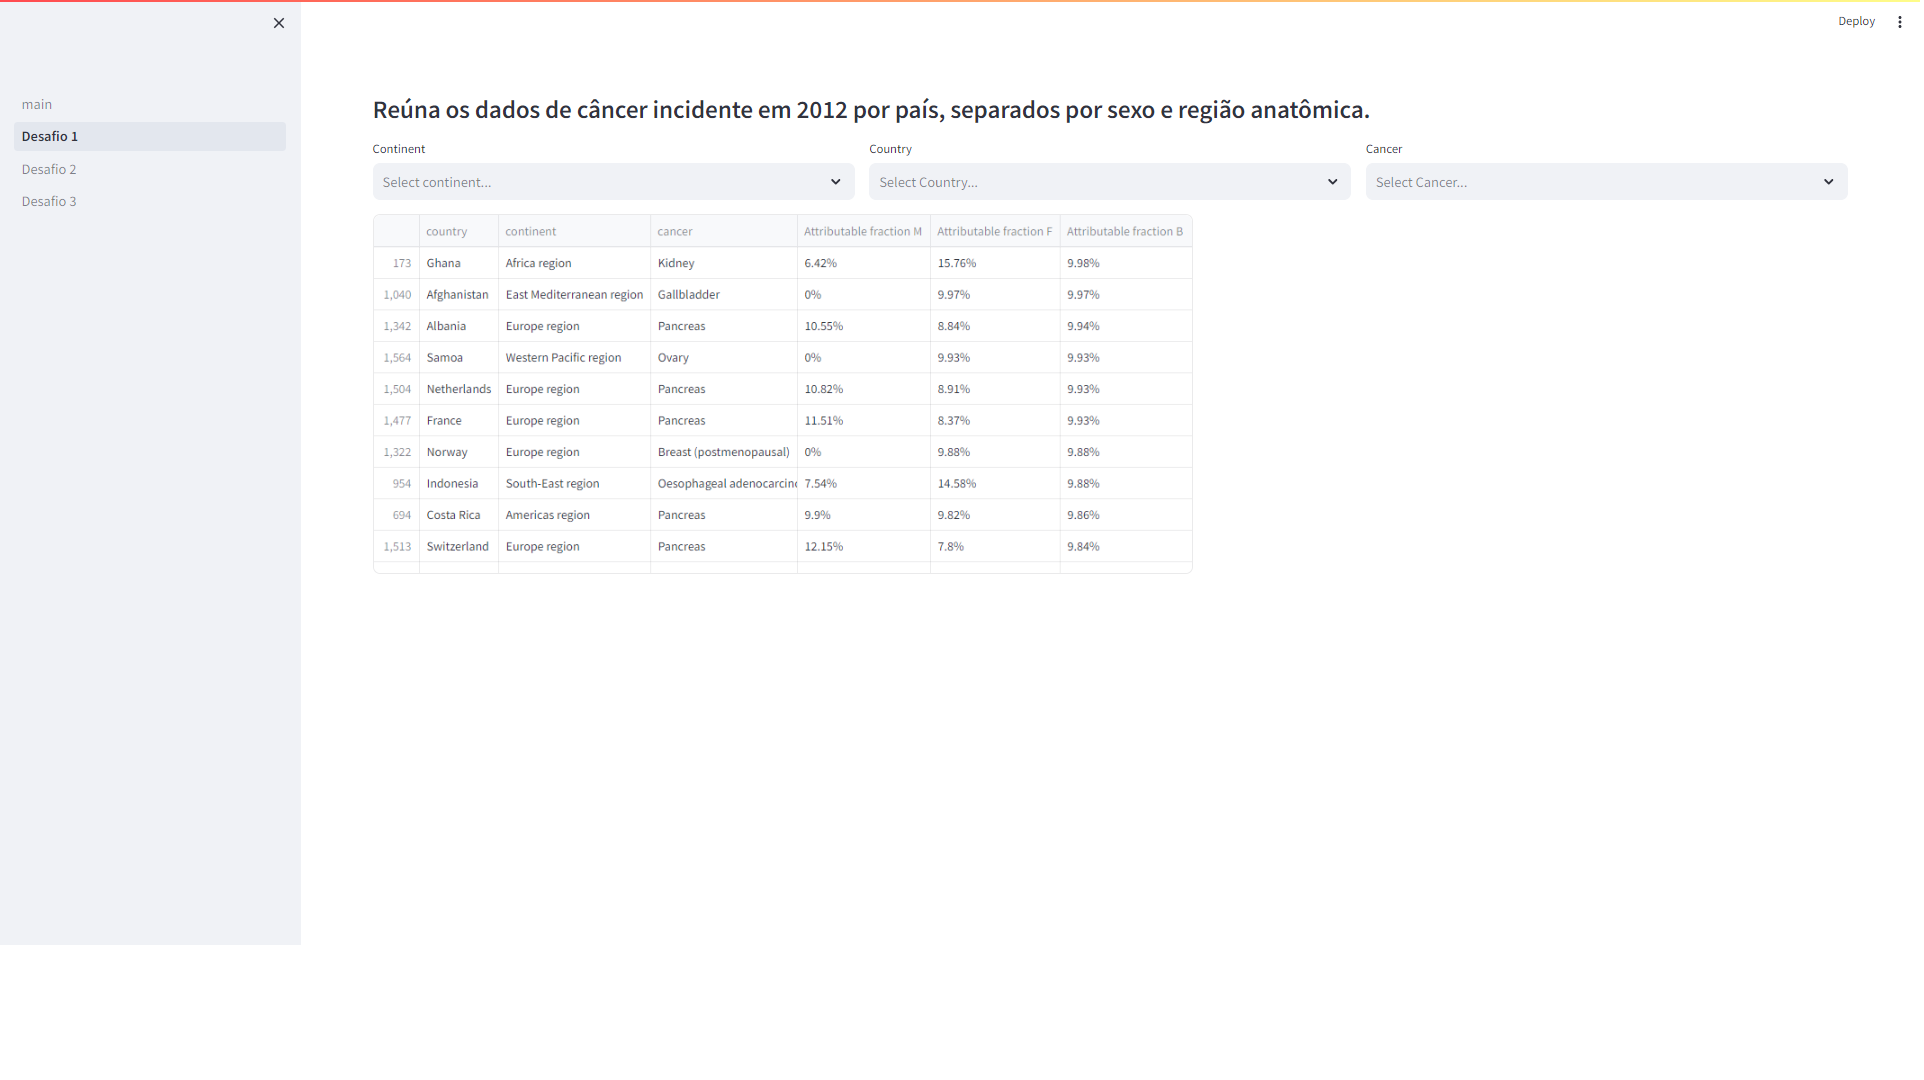 Deploy
main
Desafio 1
Desafio 2
Desafio 3
Reúna os dados de câncer incidente em 2012 por país, separados por sexo e região anatômica.
Continent Country Cancer
Select continent... Select Country... Select Cancer...
country continent cancer Attributable fraction M Attributable fraction F Attributable fraction B
173 Ghana Africa region Kidney 6.42% 15.76% 9.98%
1,040 Afghanistan East Mediterranean region Gallbladder 0% 9.97% 9.97%
1,342 Albania Europe region Pancreas 10.55% 8.84% 9.94%
1,564 Samoa Western Pacific region Ovary 0% 9.93% 9.93%
1,504 Netherlands Europe region Pancreas 10.82% 8.91% 9.93%
1,477 France Europe region Pancreas 11.51% 8.37% 9.93%
1,322 Norway Europe region Breast (postmenopausal) 0% 9.88% 9.88%
954 Indonesia South-East region Oesophageal adenocarcino 7.54% 14.58% 9.88%
694 Costa Rica Americas region Pancreas 9.9% 9.82% 9.86%
1,513 Switzerland Europe region Pancreas 12.15% 7.8% 9.84%